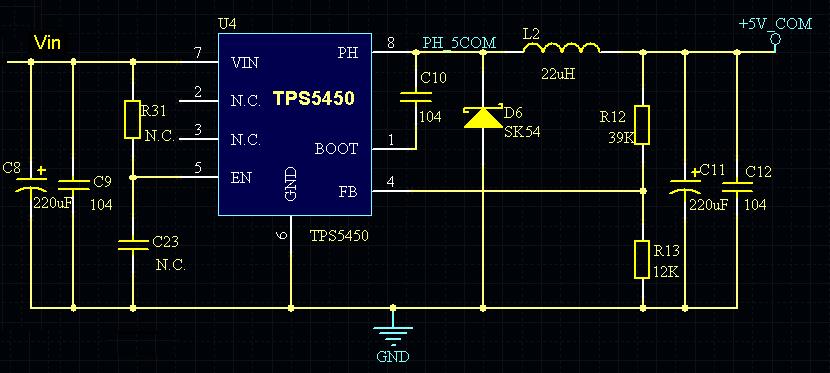 U4
+5V_COM
Vin
7
VIN
PH
8
PH_5COM
L2
22uH
C10
104
R31
N.C.
2
N.C.
TPS5450
D6
SK54
R12
39K
3
N.C.
BOOT
1
C8
220uF
C9
104
5
EN
GND
FB
4
C11
220uF
C12
104
6
TPS5450
C23
N.C.
R13
12K
GND